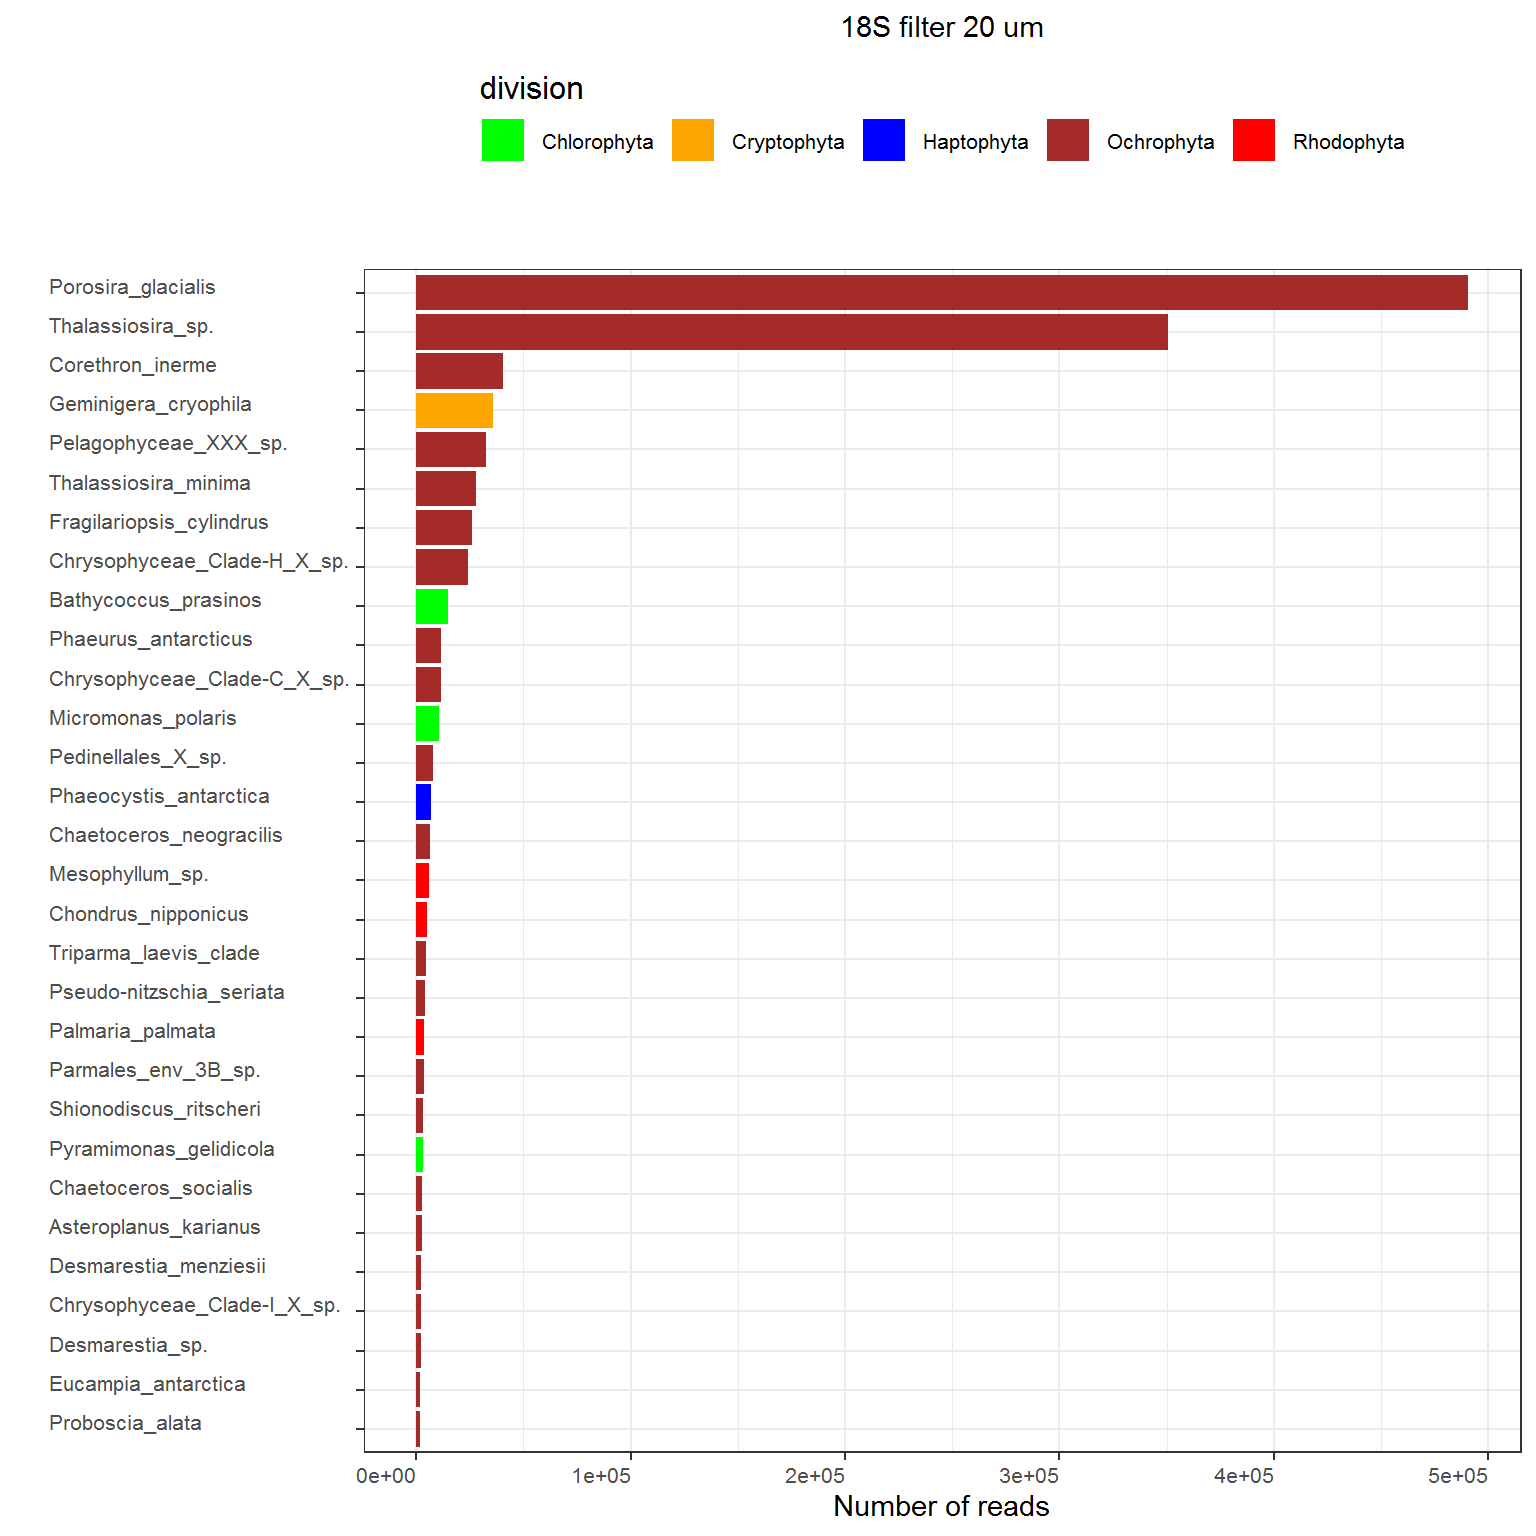 18S filter 20 um
division
Chlorophyta Cryptophyta Haptophyta Ochrophyta Rhodophyta
Porosira_glacialis
Thalassiosira_sp.
Corethron_inerme
Geminigera_cryophila
Pelagophyceae_XXX_sp.
Thalassiosira_minima
Fragilariopsis_cylindrus
Chrysophyceae_Clade-H_X_sp.
Bathycoccus_prasinos
Phaeurus_antarcticus
Chrysophyceae_Clade-C_X_sp.
Micromonas_polaris
Pedinellales_X_sp.
Phaeocystis_antarctica
Chaetoceros_neogracilis
Mesophyllum_sp.
Chondrus_nipponicus
Triparma_laevis_clade
Pseudo-nitzschia_seriata
Palmaria_palmata
Parmales_env_3B_sp.
Shionodiscus_ritscheri
Pyramimonas_gelidicola
Chaetoceros_socialis
Asteroplanus_karianus
Desmarestia_menziesii
Chrysophyceae_Clade-I_X_sp.
Desmarestia_sp.
Eucampia_antarctica
Proboscia_alata
0e+00 1e+05 2e+05 3e+05 4e+05 5e+05
Number of reads